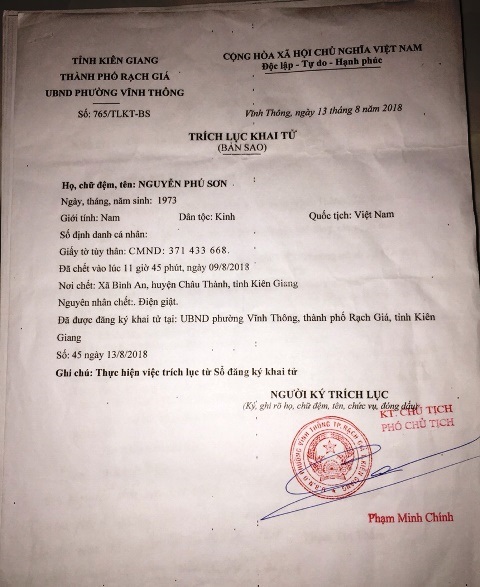 TỈNH KIÊN GIANG
THÀNH PHỐ RẠCH GIÁ
UBND PHƯỜNG VĨNH THÔNG
Số: 765/TLKT-BS
CỘNG HÒA XÃ HỘI CHỦ NGHĨA VIỆT NAM
Độc lập - Tự do - Hạnh phúc
Vĩnh Thông, ngày 13 tháng 8 năm 2018
TRÍCH LỤC KHAI TỬ
(BẢN SAO)
Họ, chữ đệm, tên: NGUYỄN PHÚ SƠN
Ngày, tháng, năm sinh: 1973
Giới tính: Nam Dân tộc: Kinh Quốc tịch: Việt Nam
Số định danh cá nhân:
Giấy tờ tùy thân: CMND: 371 433 668.
Đã chết vào lúc 11 giờ 45 phút, ngày 09/8/2018
Nơi chết: Xã Bình An, huyện Châu Thành, tỉnh Kiên Giang
Nguyên nhân chết:. Điện giật.
Đã được đăng ký khai tử tại: UBND phường Vĩnh Thông, thành phố Rạch Giá, tỉnh Kiên
Giang
Số: 45 ngày 13/8/2018
Ghi chú: Thực hiện việc trích lục từ Sổ đăng ký khai tử
NGƯỜI KÝ TRÍCH LỤC
(Ký, ghi rõ họ, chữ đệm, tên, chức vụ, đóng dấu)
KT. CHỦ TỊCH
PHÓ CHỦ TỊCH
Phạm Minh Chính